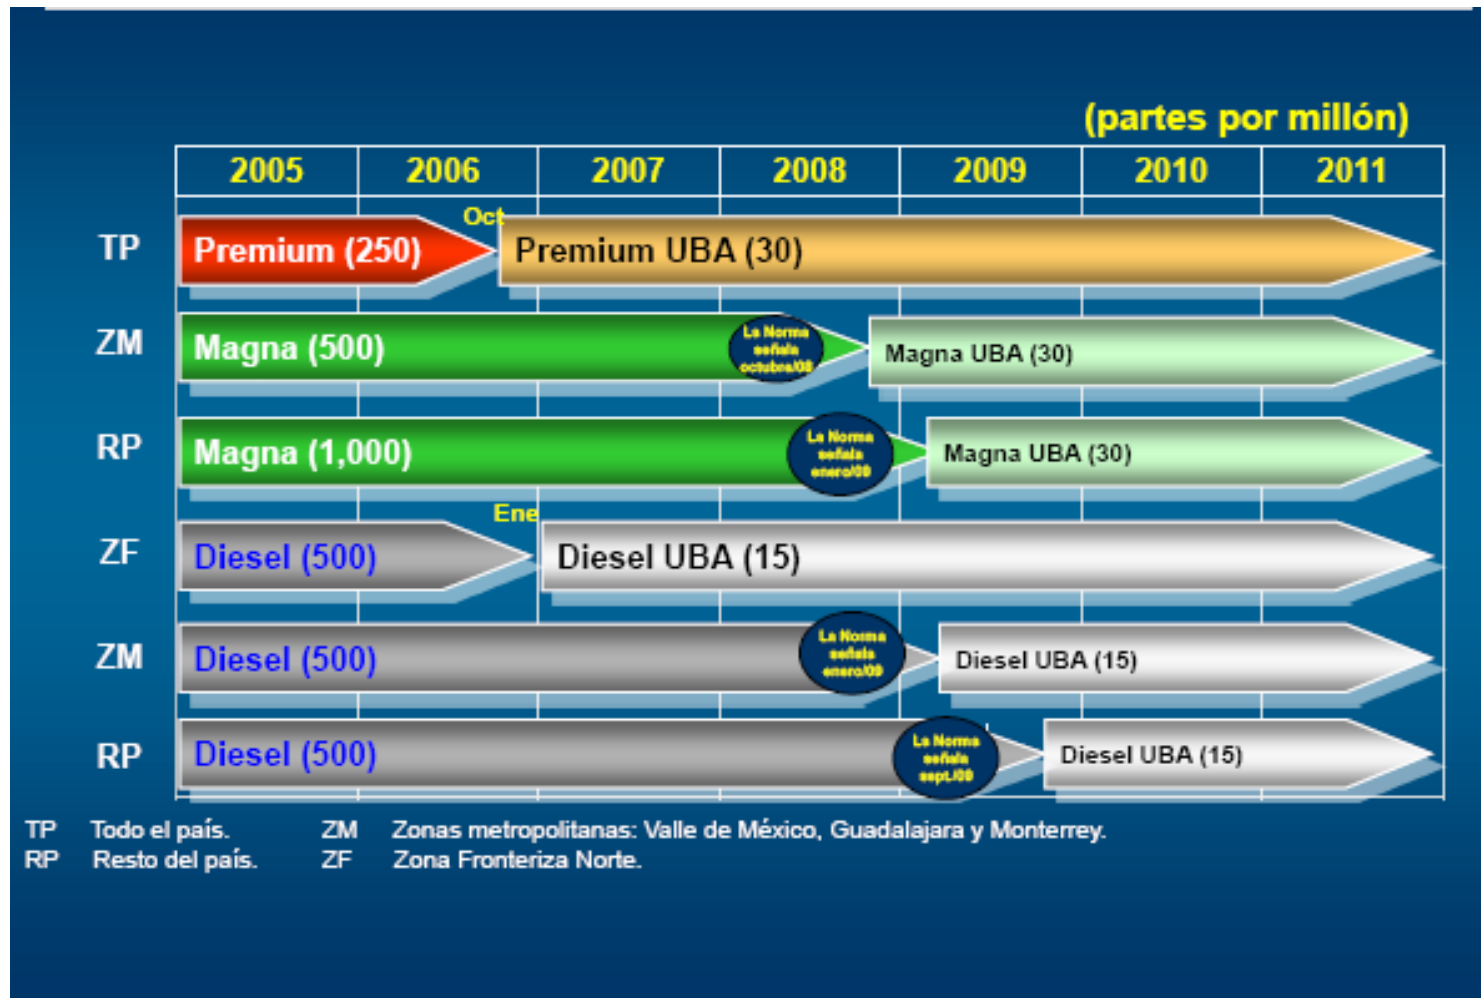 (partes por millón)
2005 2006 2007 2008 2009 2010 2011
Oct
TP Premium (250) Premium UBA (30)
ZM Magna (500) La Norma señala octubre/08 Magna UBA (30)
RP Magna (1,000) La Norma señala enero/09 Magna UBA (30)
Ene
ZF Diesel (500) Diesel UBA (15)
ZM Diesel (500) La Norma señala enero/09 Diesel UBA (15)
RP Diesel (500) La Norma señala sept./09 Diesel UBA (15)
TP Todo el país. ZM Zonas metropolitanas: Valle de México, Guadalajara y Monterrey.
RP Resto del país. ZF Zona Fronteriza Norte.